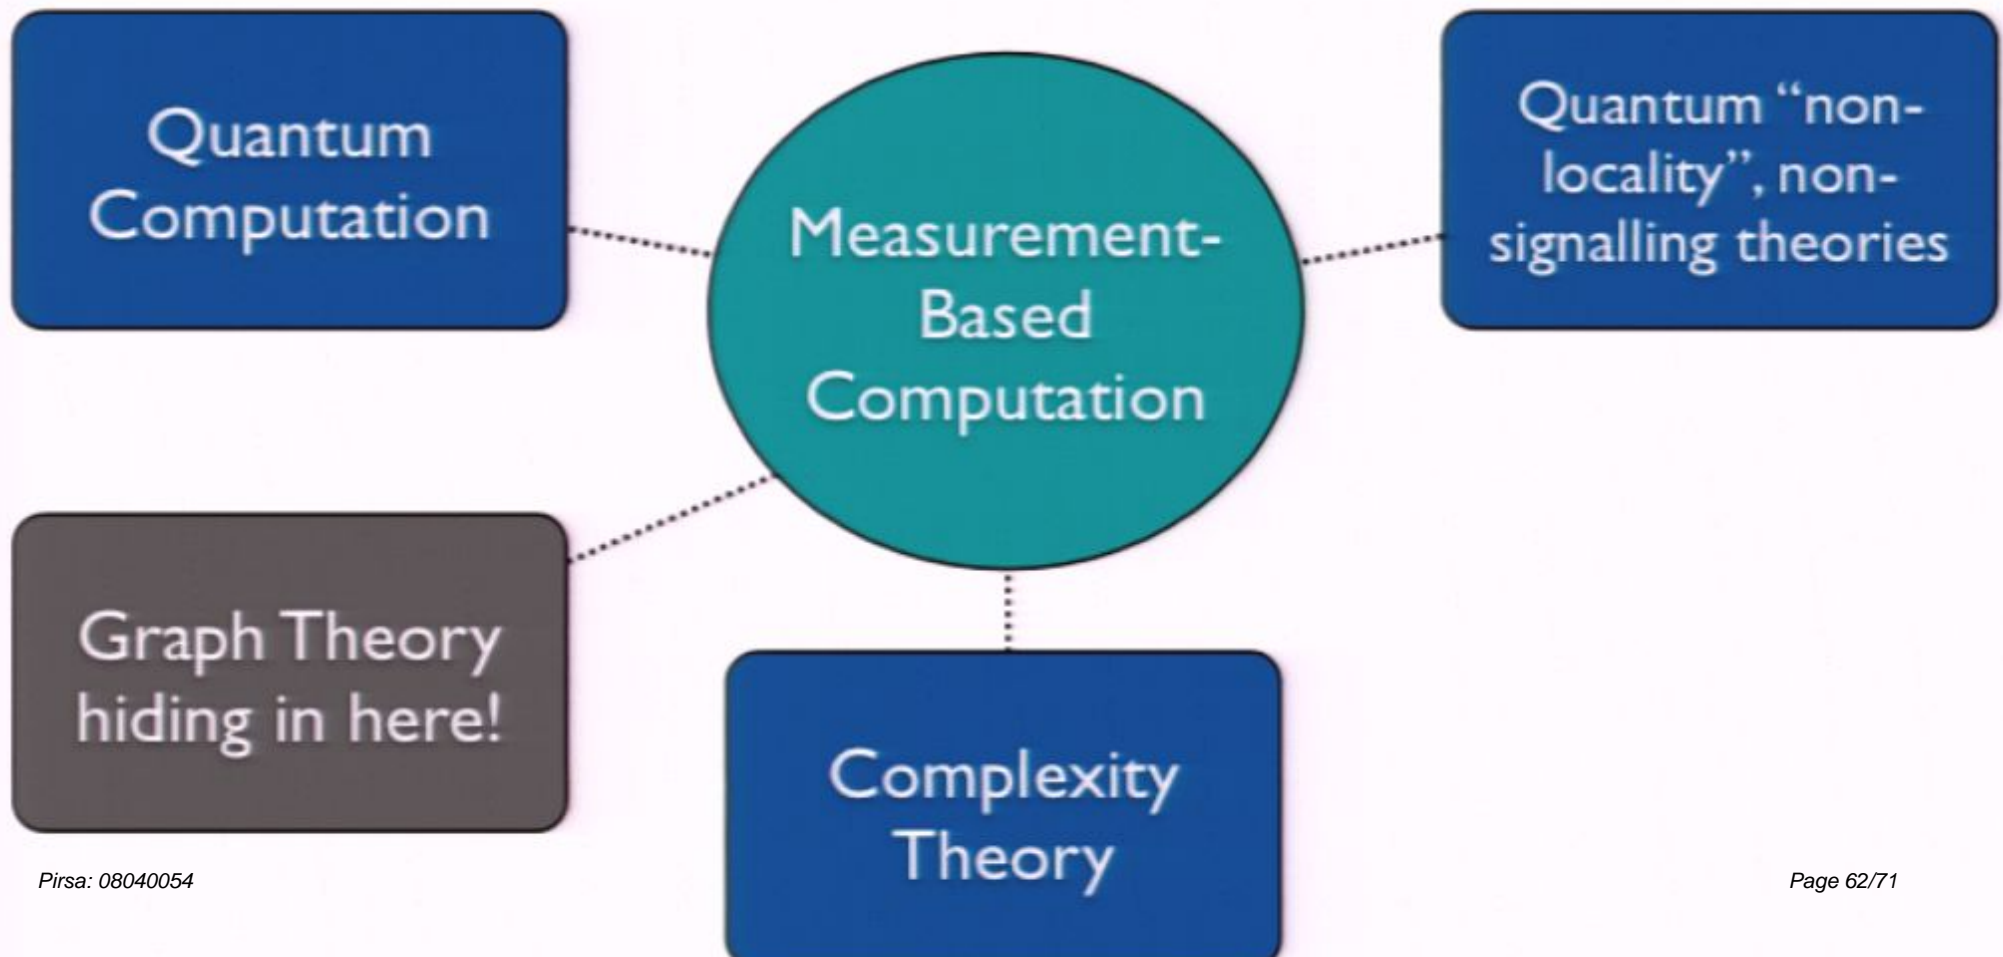 Quantum
Computation
Measurement-
Based
Computation
Quantum “non-
locality”, non-
signalling theories
Graph Theory
hiding in here!
Complexity
Theory
Pirsa: 08040054
Page 62/71